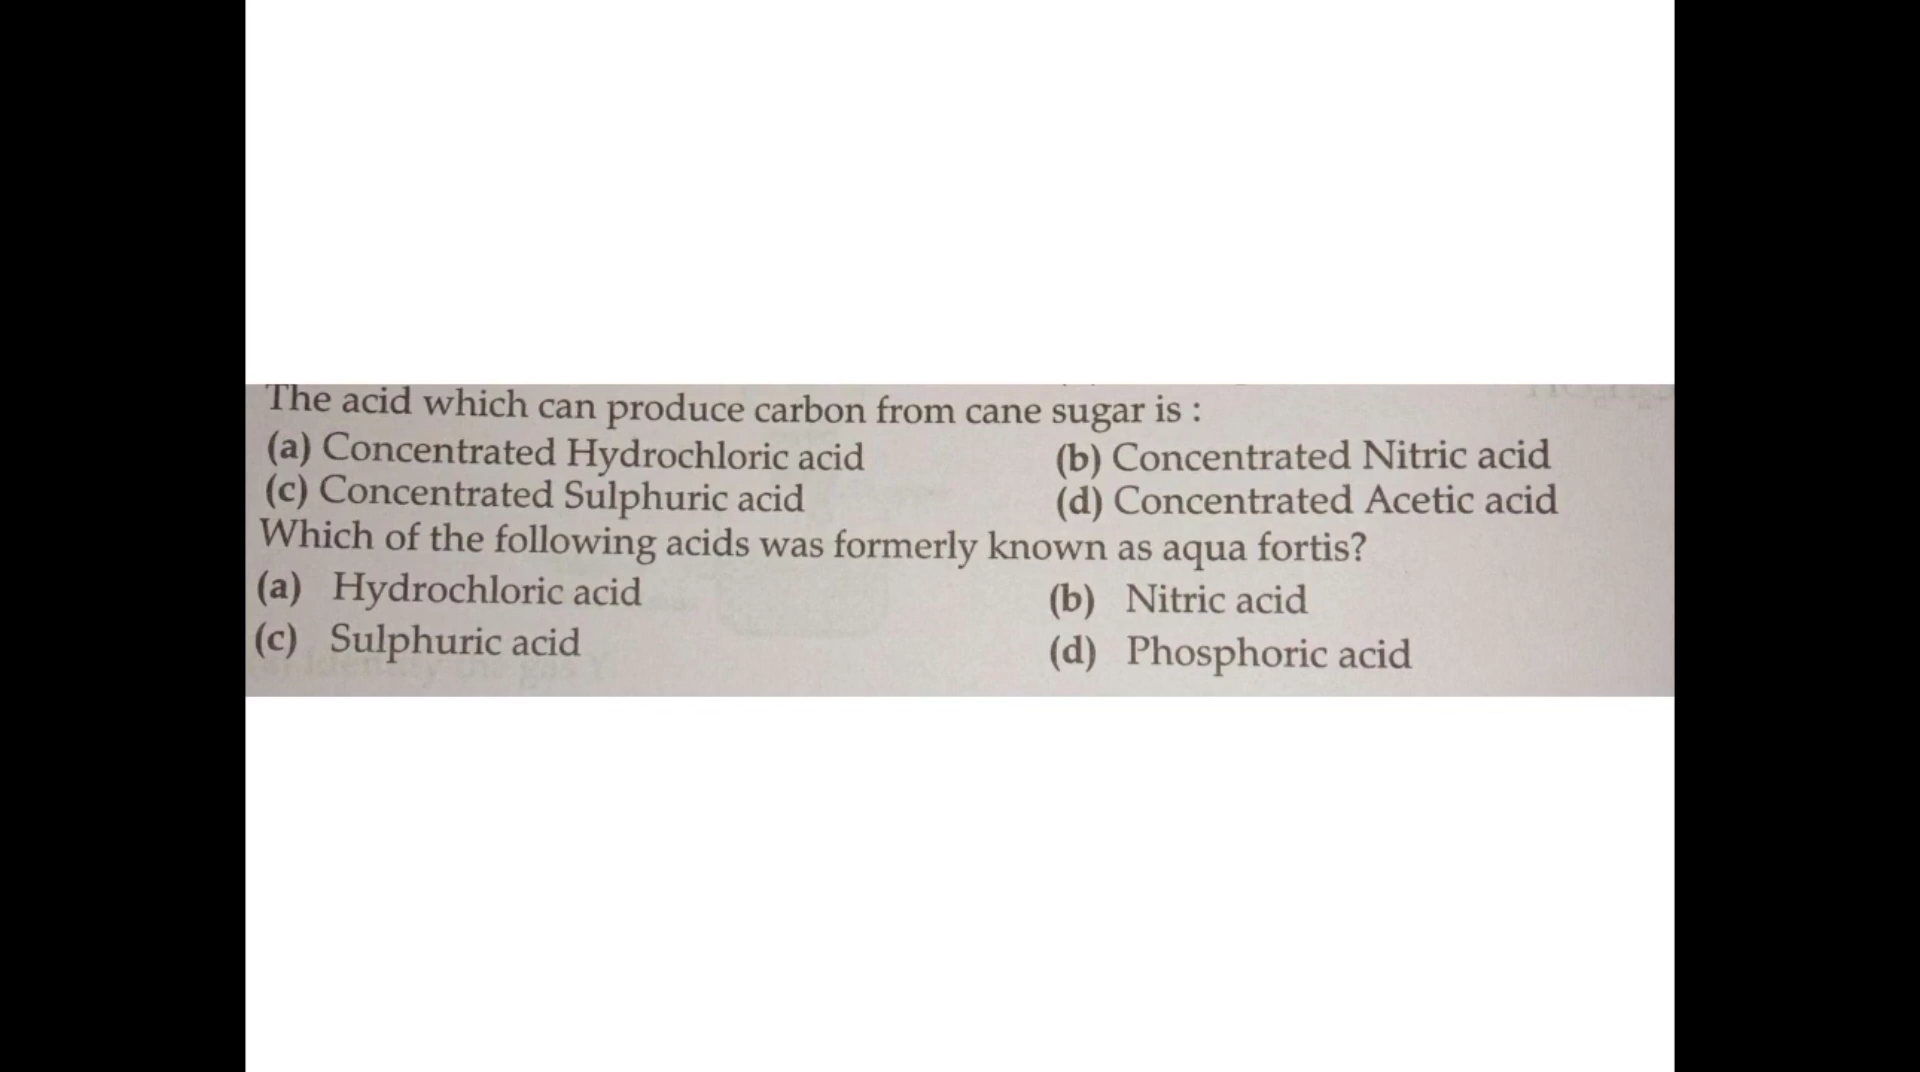 The acid which can produce carbon from cane sugar is :
(a) Concentrated Hydrochloric acid (b) Concentrated Nitric acid
(c) Concentrated Sulphuric acid (d) Concentrated Acetic acid
Which of the following acids was formerly known as aqua fortis?
(a) Hydrochloric acid (b) Nitric acid
(c) Sulphuric acid (d) Phosphoric acid